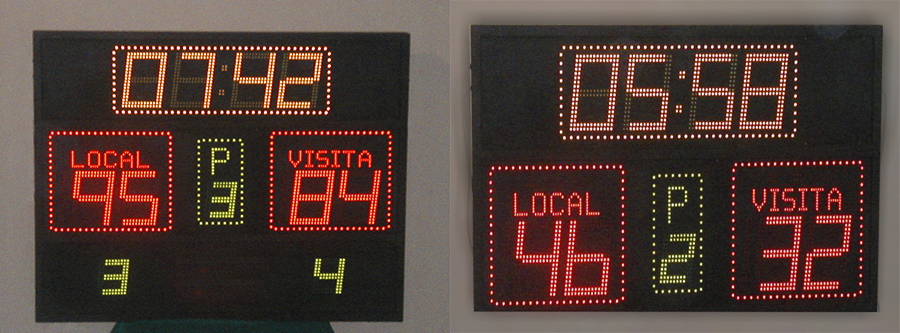 07:42
LOCAL P VISITA
95 3 84
3 4
05:58
LOCAL P VISITA
46 2 32